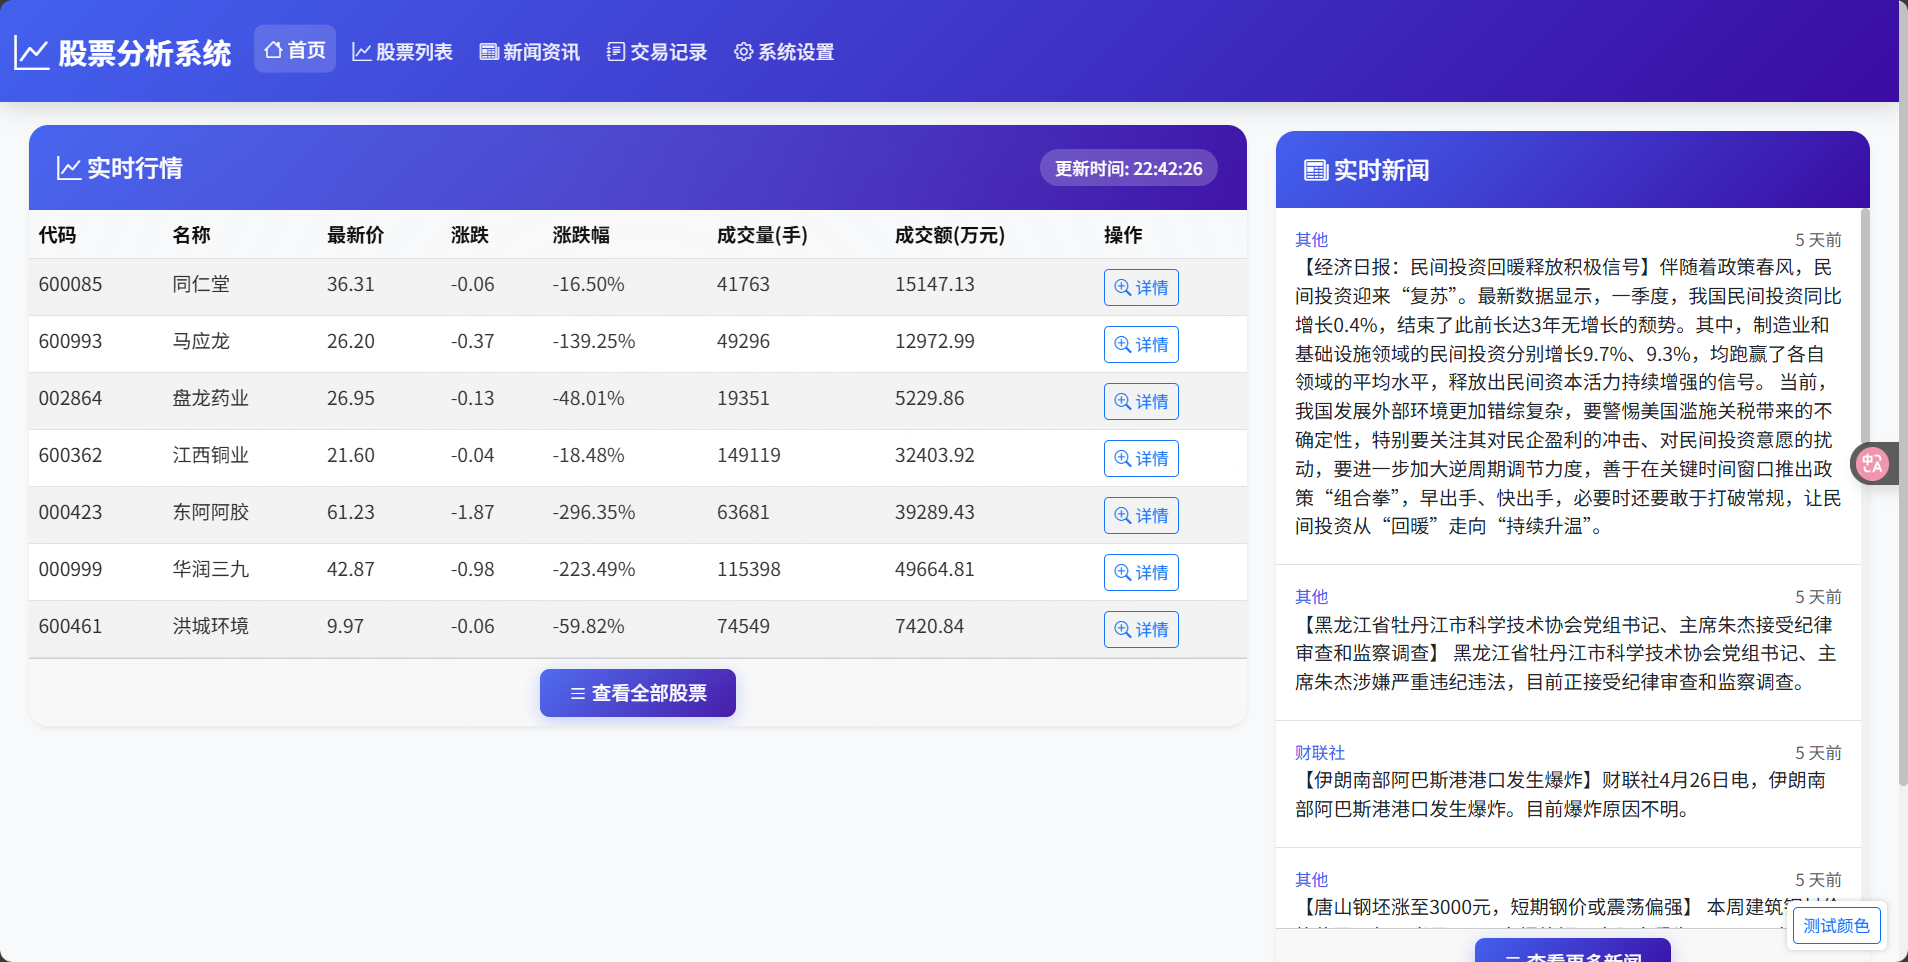 股票分析系统 首页 股票列表 新闻资讯 交易记录 系统设置
实时行情 更新时间: 22:42:26
代码 名称 最新价 涨跌 涨跌幅 成交量(手) 成交额(万元) 操作
600085 同仁堂 36.31 -0.06 -16.50% 41763 15147.13 详情
600993 马应龙 26.20 -0.37 -139.25% 49296 12972.99 详情
002864 盘龙药业 26.95 -0.13 -48.01% 19351 5229.86 详情
600362 江西铜业 21.60 -0.04 -18.48% 149119 32403.92 详情
000423 东阿阿胶 61.23 -1.87 -296.35% 63681 39289.43 详情
000999 华润三九 42.87 -0.98 -223.49% 115398 49664.81 详情
600461 洪城环境 9.97 -0.06 -59.82% 74549 7420.84 详情
查看全部股票
实时新闻
其他 5 天前
【经济日报：民间投资回暖释放积极信号】伴随着政策春风，民
间投资迎来“复苏”。最新数据显示，一季度，我国民间投资同比
增长0.4%，结束了此前长达3年无增长的颓势。其中，制造业和
基础设施领域的民间投资分别增长9.7%、9.3%，均跑赢了各自
领域的平均水平，释放出民间资本活力持续增强的信号。 当前，
我国发展外部环境更加错综复杂，要警惕美国滥施关税带来的不
确定性，特别要关注其对民企盈利的冲击、对民间投资意愿的扰
动，要进一步加大逆周期调节力度，善于在关键时间窗口推出政
策“组合拳”，早出手、快出手，必要时还要敢于打破常规，让民
间投资从“回暖”走向“持续升温”。
其他 5 天前
【黑龙江省牡丹江市科学技术协会党组书记、主席朱杰接受纪律
审查和监察调查】 黑龙江省牡丹江市科学技术协会党组书记、主
席朱杰涉嫌严重违纪违法，目前正接受纪律审查和监察调查。
财联社 5 天前
【伊朗南部阿巴斯港港口发生爆炸】财联社4月26日电，伊朗南
部阿巴斯港港口发生爆炸。目前爆炸原因不明。
其他 5 天前
【唐山钢坯涨至3000元，短期钢价或震荡偏强】 本周建筑
查看更多新闻
测试颜色
中A